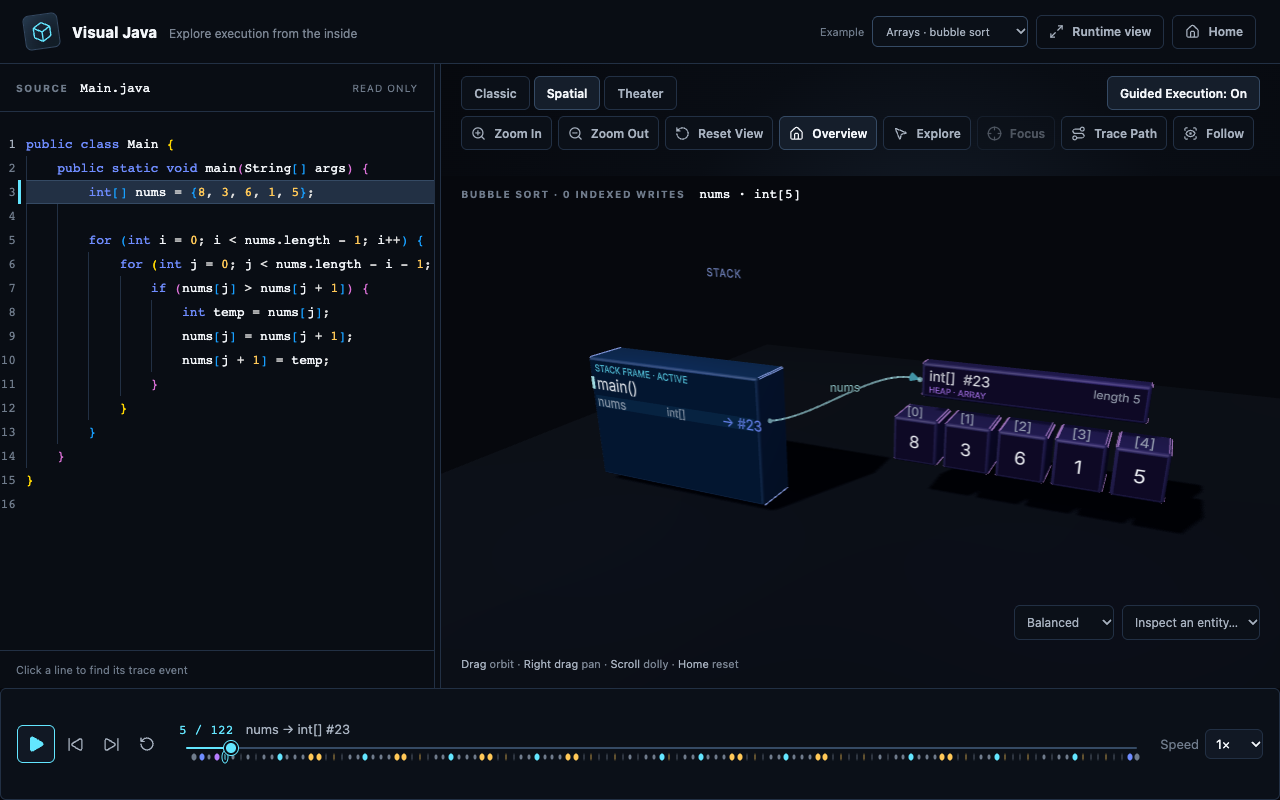 Visual Java Explore execution from the inside Example Arrays · bubble sort Runtime view Home
SOURCE Main.java READ ONLY
Classic Spatial Theater Guided Execution: On
Zoom In Zoom Out Reset View Overview Explore Focus Trace Path Follow
BUBBLE SORT · 0 INDEXED WRITES nums · int[5]
1 public class Main {
2 public static void main(String[] args) {
3 int[] nums = {8, 3, 6, 1, 5};
4
5 for (int i = 0; i < nums.length - 1; i++) {
6 for (int j = 0; j < nums.length - i - 1;
7 if (nums[j] > nums[j + 1]) {
8 int temp = nums[j];
9 nums[j] = nums[j + 1];
10 nums[j + 1] = temp;
11 }
12 }
13 }
14 }
15 }
16
STACK
STACK FRAME · ACTIVE
main()
nums int[] → #23
nums
int[] #23
HEAP · ARRAY length 5
[0] [1] [2] [3] [4]
8 3 6 1 5
Balanced Inspect an entity...
Drag orbit · Right drag pan · Scroll dolly · Home reset
Click a line to find its trace event
5 / 122 nums → int[] #23
Speed 1×